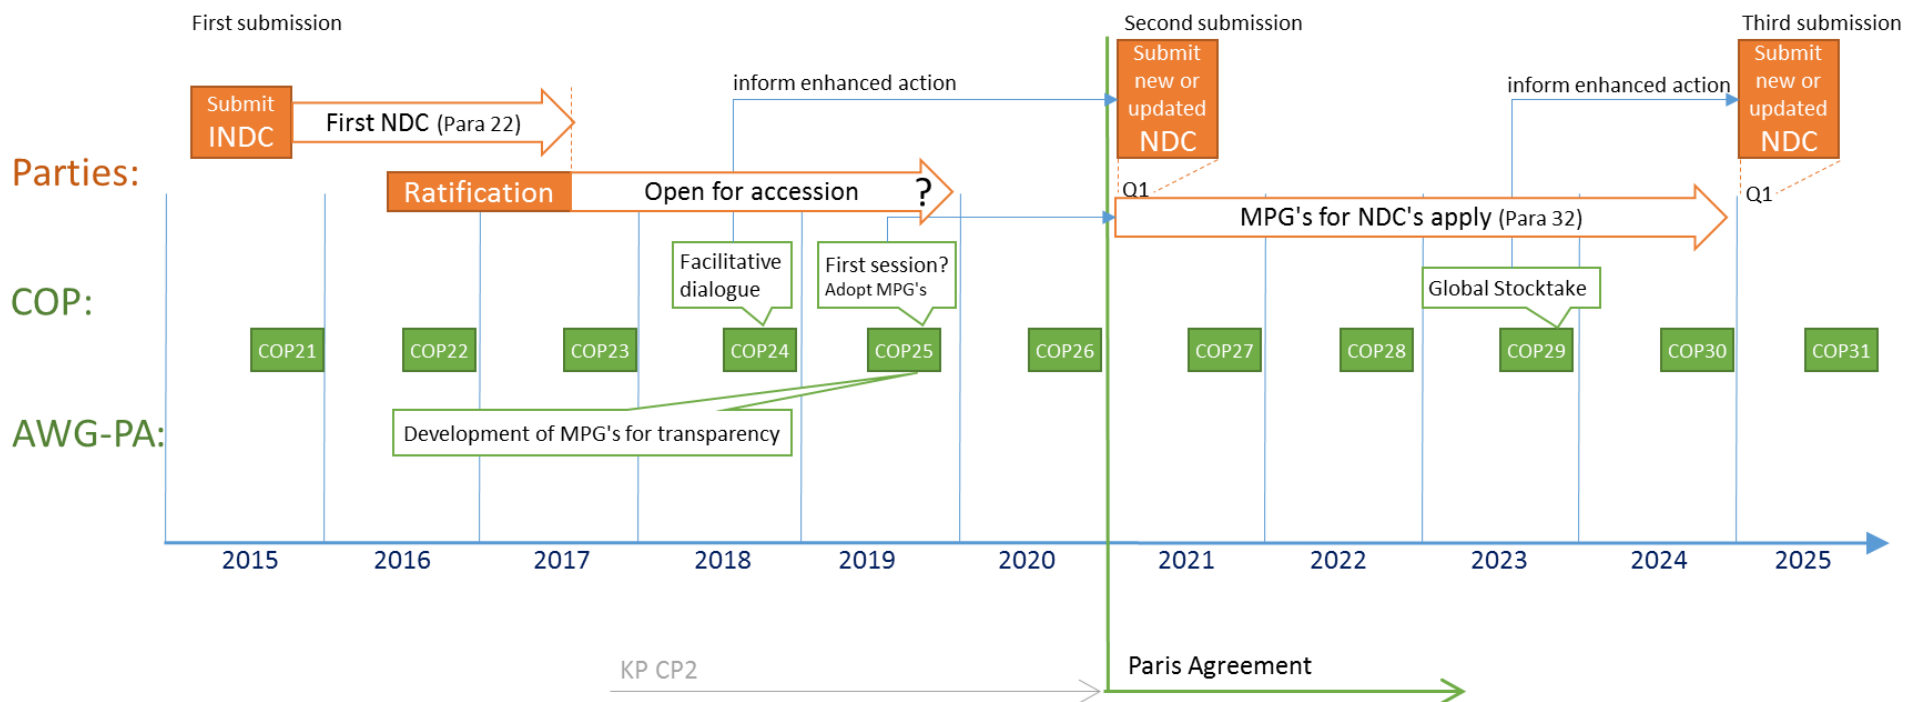 First submission
Second submission
Third submission
Submit
INDC
First NDC (Para 22)
inform enhanced action
Submit
new or
updated
NDC
inform enhanced action
Submit
new or
updated
NDC
Parties:
Ratification
Open for accession
?
Q1
MPG's for NDC's apply (Para 32)
Q1
Facilitative
dialogue
First session?
Adopt MPG's
Global Stocktake
COP:
COP21
COP22
COP23
COP24
COP25
COP26
COP27
COP28
COP29
COP30
COP31
AWG-PA:
Development of MPG's for transparency
2015
2016
2017
2018
2019
2020
2021
2022
2023
2024
2025
KP CP2
Paris Agreement